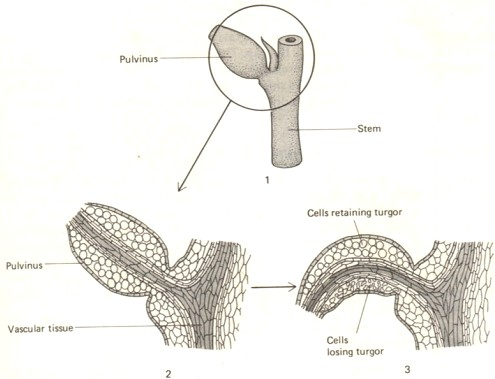 Pulvinus
Stem
1
Cells retaining turgor
Pulvinus
Vascular tissue
Cells
losing turgor
2
3